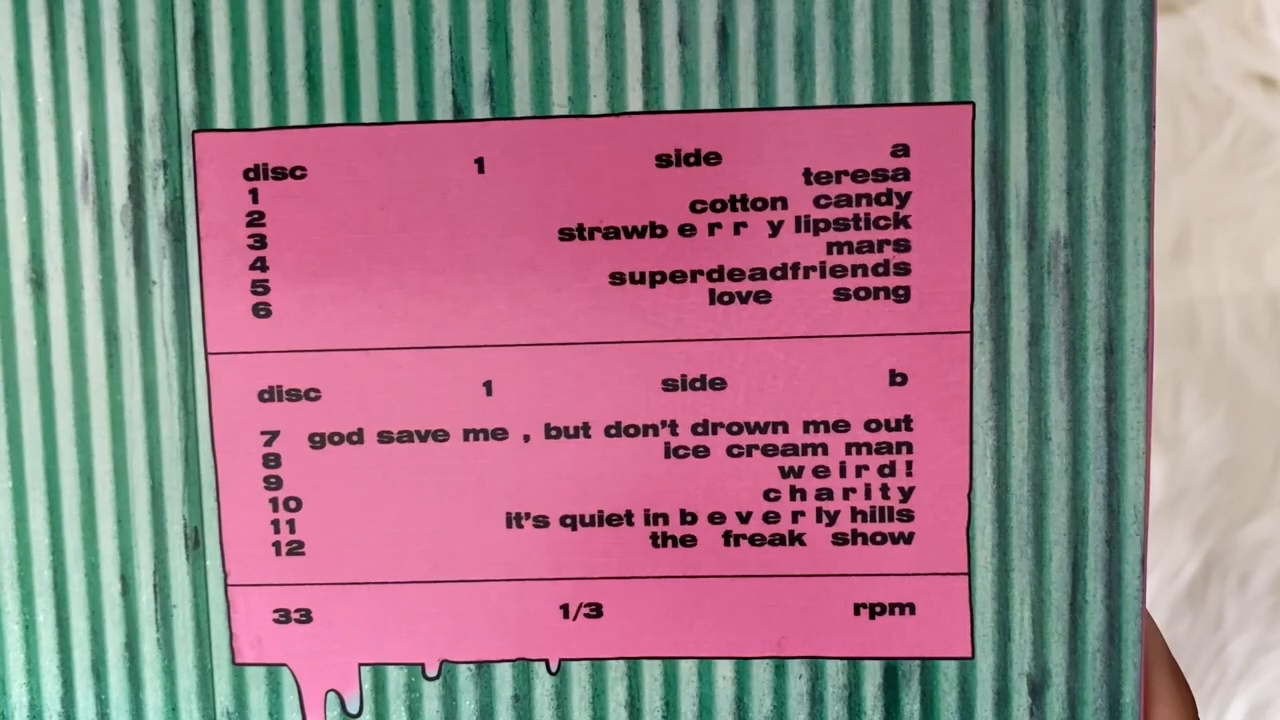 disc 1 side a
1 teresa
2 cotton candy
3 strawb e r r y lipstick
4 mars
5 superdeadfriends
6 love song
disc 1 side b
7 god save me , but don't drown me out
8 ice cream man
9 w e i r d !
10 c h a r i t y
11 it's quiet in b e v e r ly hills
12 the freak show
33 1/3 rpm